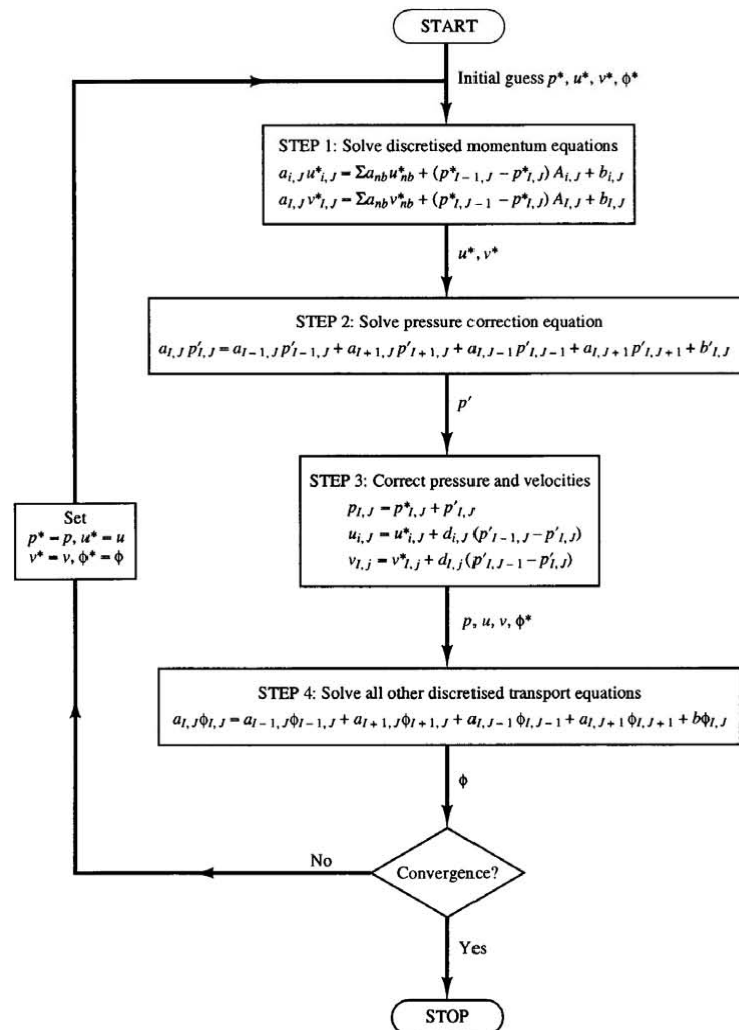 START
Initial guess p*, u*, v*, ϕ*
STEP 1: Solve discretised momentum equations
a_{i,J} u*_{i,J} = Σa_{nb} u*_{nb} + (p*_{I−1,J} − p*_{I,J}) A_{i,J} + b_{i,J}
a_{I,J} v*_{I,J} = Σa_{nb} v*_{nb} + (p*_{I,J−1} − p*_{I,J}) A_{I,J} + b_{I,J}
u*, v*
STEP 2: Solve pressure correction equation
a_{I,J} p′_{I,J} = a_{I−1,J} p′_{I−1,J} + a_{I+1,J} p′_{I+1,J} + a_{I,J−1} p′_{I,J−1} + a_{I,J+1} p′_{I,J+1} + b′_{I,J}
p′
STEP 3: Correct pressure and velocities
p_{I,J} = p*_{I,J} + p′_{I,J}
u_{i,J} = u*_{i,J} + d_{i,J} (p′_{I−1,J} − p′_{I,J})
v_{I,j} = v*_{I,j} + d_{I,j} (p′_{I,J−1} − p′_{I,J})
Set
p* = p, u* = u
v* = v, ϕ* = ϕ
p, u, v, ϕ*
STEP 4: Solve all other discretised transport equations
a_{I,J} ϕ_{I,J} = a_{I−1,J} ϕ_{I−1,J} + a_{I+1,J} ϕ_{I+1,J} + a_{I,J−1} ϕ_{I,J−1} + a_{I,J+1} ϕ_{I,J+1} + bϕ_{I,J}
ϕ
No
Convergence?
Yes
STOP